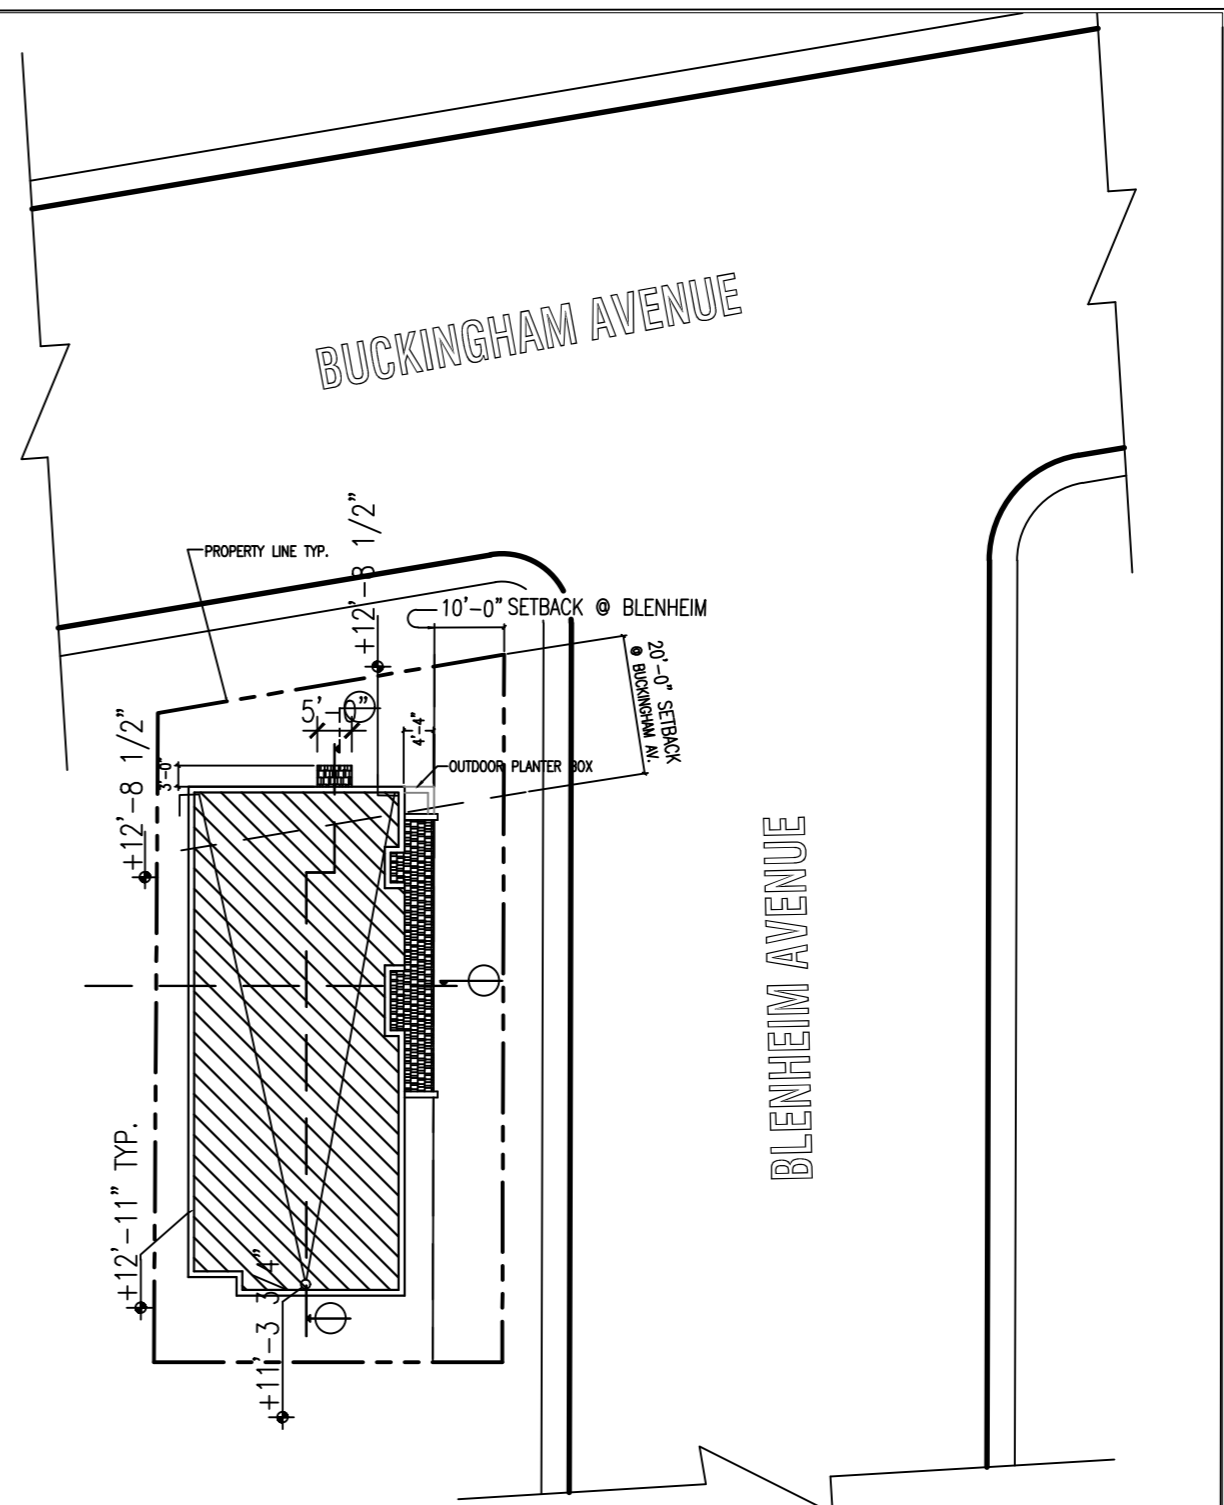 BUCKINGHAM AVENUE
+12'-8 1/2"
PROPERTY LINE TYP.
10'-0" SETBACK @ BLENHEIM
20'-0" SETBACK
@ BUCKINGHAM AV.
5'-0"
4'-4"
+12'-8 1/2"
3"-0"
OUTDOOR PLANTER BOX
BLENHEIM AVENUE
+12'-11" TYP.
+11'-3 3/4"